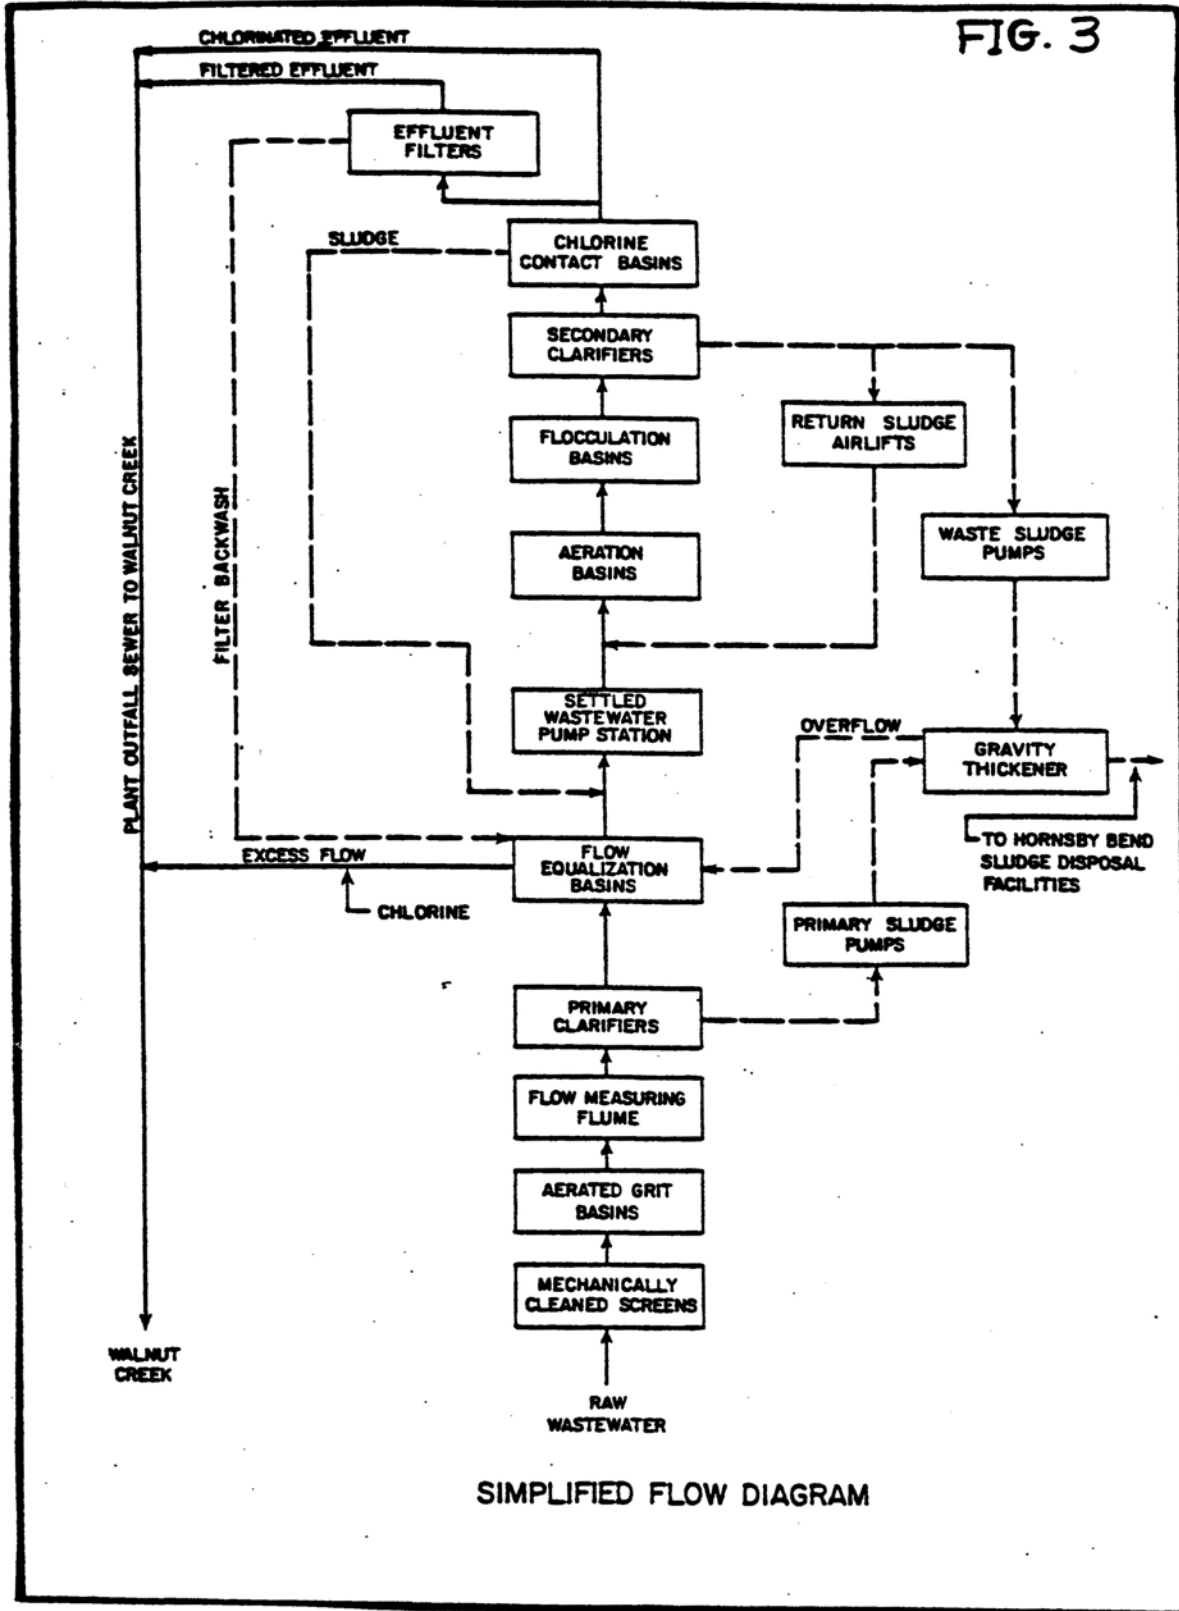 FIG. 3
CHLORINATED EFFLUENT
FILTERED EFFLUENT
EFFLUENT
FILTERS
SLUDGE
CHLORINE
CONTACT BASINS
SECONDARY
CLARIFIERS
RETURN SLUDGE
AIRLIFTS
FLOCCULATION
BASINS
PLANT OUTFALL SEWER TO WALNUT CREEK
FILTER BACKWASH
AERATION
BASINS
WASTE SLUDGE
PUMPS
SETTLED
WASTEWATER
PUMP STATION
OVERFLOW
GRAVITY
THICKENER
TO HORNSBY BEND
SLUDGE DISPOSAL
FACILITIES
EXCESS FLOW
FLOW
EQUALIZATION
BASINS
CHLORINE
PRIMARY SLUDGE
PUMPS
PRIMARY
CLARIFIERS
FLOW MEASURING
FLUME
AERATED GRIT
BASINS
MECHANICALLY
CLEANED SCREENS
WALNUT
CREEK
RAW
WASTEWATER
SIMPLIFIED FLOW DIAGRAM